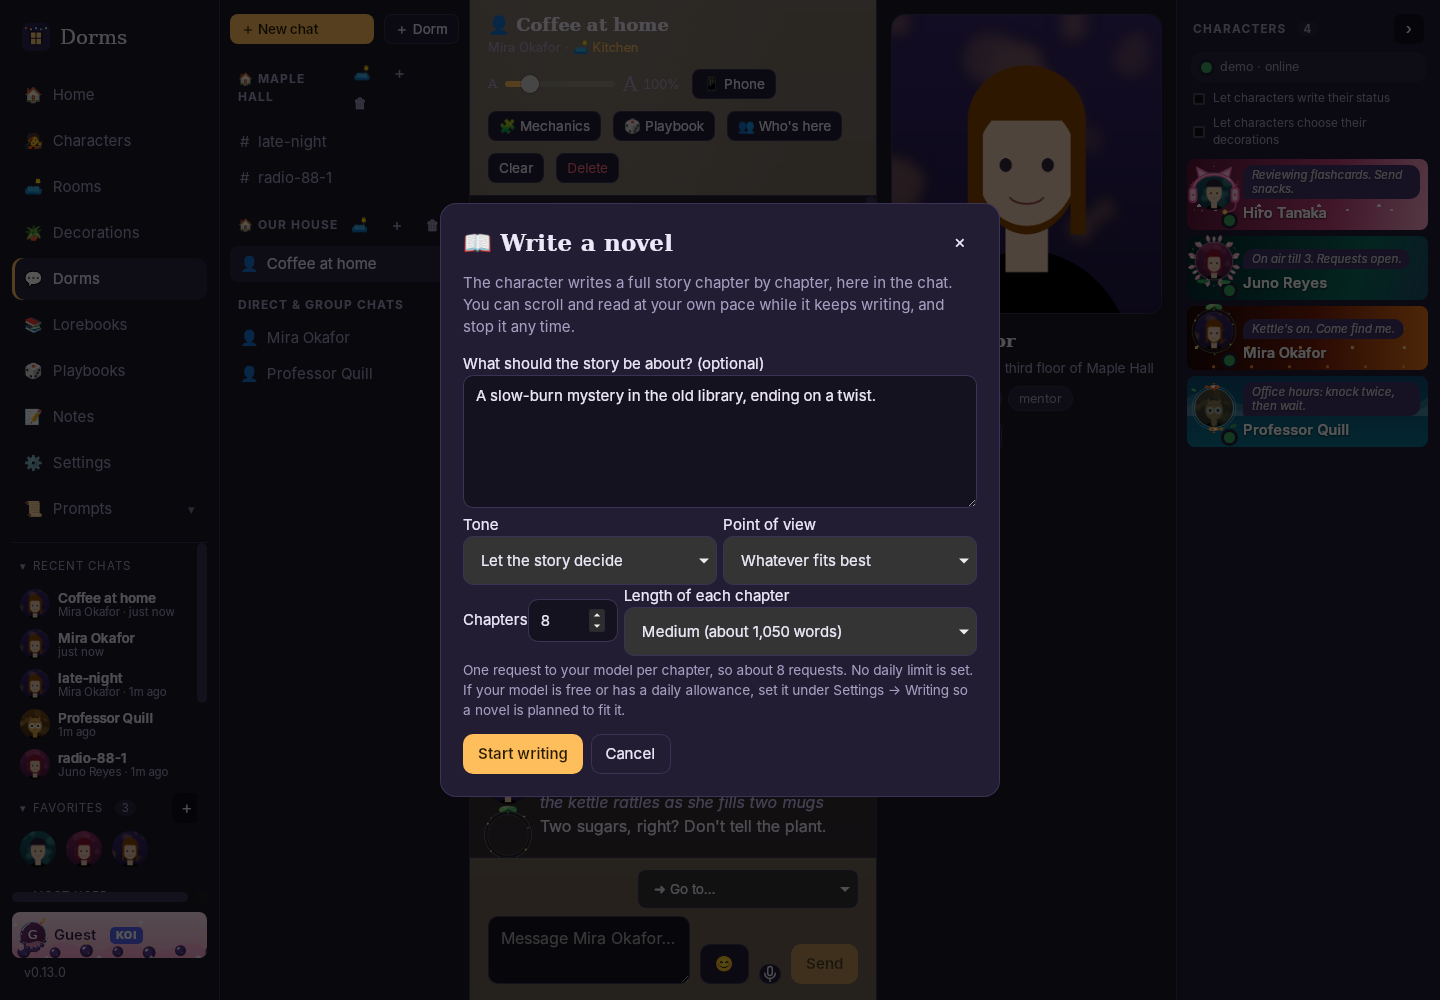 Dorms
Home
Characters
Rooms
Decorations
Dorms
Lorebooks
Playbooks
Notes
Settings
Prompts
RECENT CHATS
Coffee at home
Mira Okafor · just now
Mira Okafor
just now
late-night
Mira Okafor · 1m ago
Professor Quill
1m ago
radio-88-1
Juno Reyes · 1m ago
FAVORITES 3
G Guest KOI
v0.13.0
+ New chat
+ Dorm
MAPLE
HALL
# late-night
# radio-88-1
OUR HOUSE
Coffee at home
DIRECT & GROUP CHATS
Mira Okafor
Professor Quill
Coffee at home
Mira Okafor · Kitchen
A A 100% Phone
Mechanics Playbook Who's here
Clear Delete
Write a novel
The character writes a full story chapter by chapter, here in the chat.
You can scroll and read at your own pace while it keeps writing, and
stop it any time.
What should the story be about? (optional)
A slow-burn mystery in the old library, ending on a twist.
Tone
Let the story decide
Point of view
Whatever fits best
Chapters 8
Length of each chapter
Medium (about 1,050 words)
One request to your model per chapter, so about 8 requests. No daily limit is set.
If your model is free or has a daily allowance, set it under Settings → Writing so
a novel is planned to fit it.
Start writing Cancel
the kettle rattles as she fills two mugs
Two sugars, right? Don't tell the plant.
➜ Go to...
Message Mira Okafor...
Send
or
third floor of Maple Hall
mentor
CHARACTERS 4
demo · online
Let characters write their status
Let characters choose their
decorations
Reviewing flashcards. Send
snacks.
Hiro Tanaka
On air till 3. Requests open.
Juno Reyes
Kettle's on. Come find me.
Mira Okafor
Office hours: knock twice,
then wait.
Professor Quill